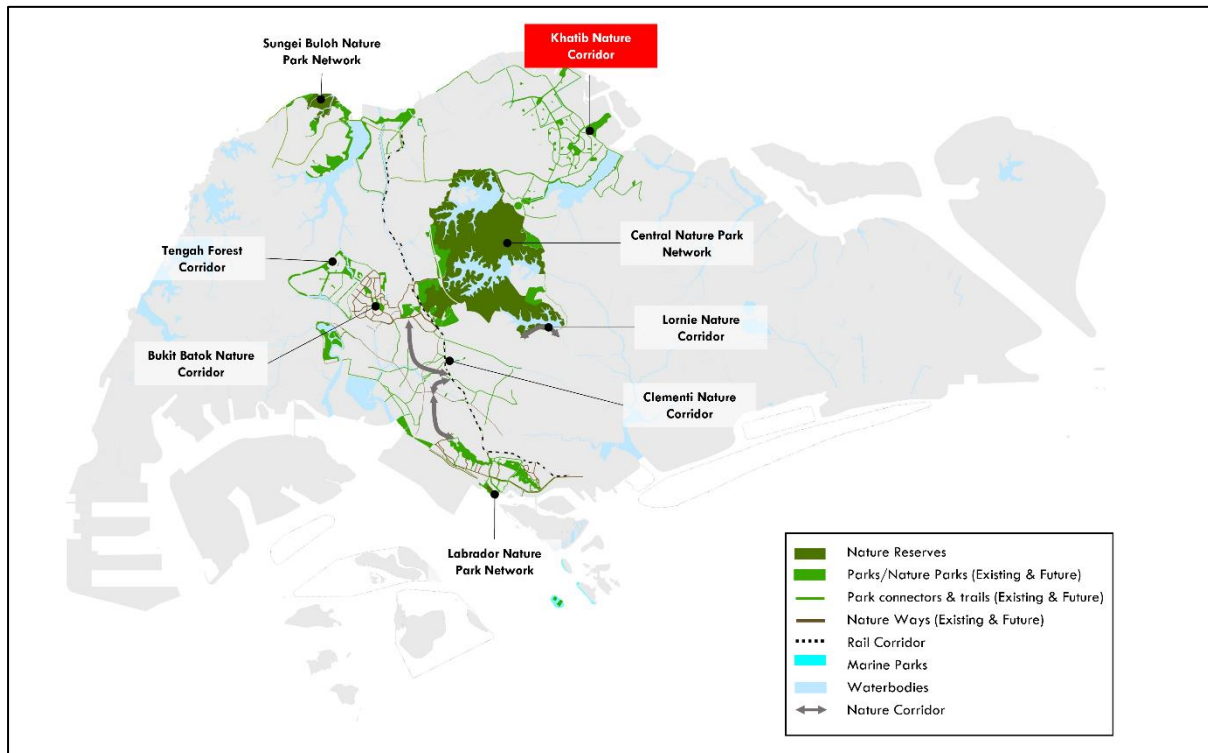 Sungei Buloh Nature
Park Network
Khatib Nature
Corridor
Tengah Forest
Corridor
Central Nature Park
Network
Lornie Nature
Corridor
Bukit Batok Nature
Corridor
Clementi Nature
Corridor
Labrador Nature
Park Network
Nature Reserves
Parks/Nature Parks (Existing & Future)
Park connectors & trails (Existing & Future)
Nature Ways (Existing & Future)
Rail Corridor
Marine Parks
Waterbodies
Nature Corridor